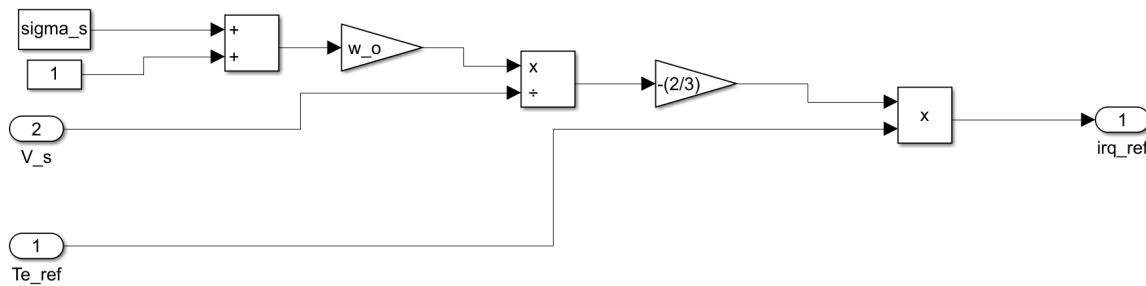 sigma_s
+
+
1
w_o
x
÷
-(2/3)
x
2
V_s
1
irq_ref
1
Te_ref